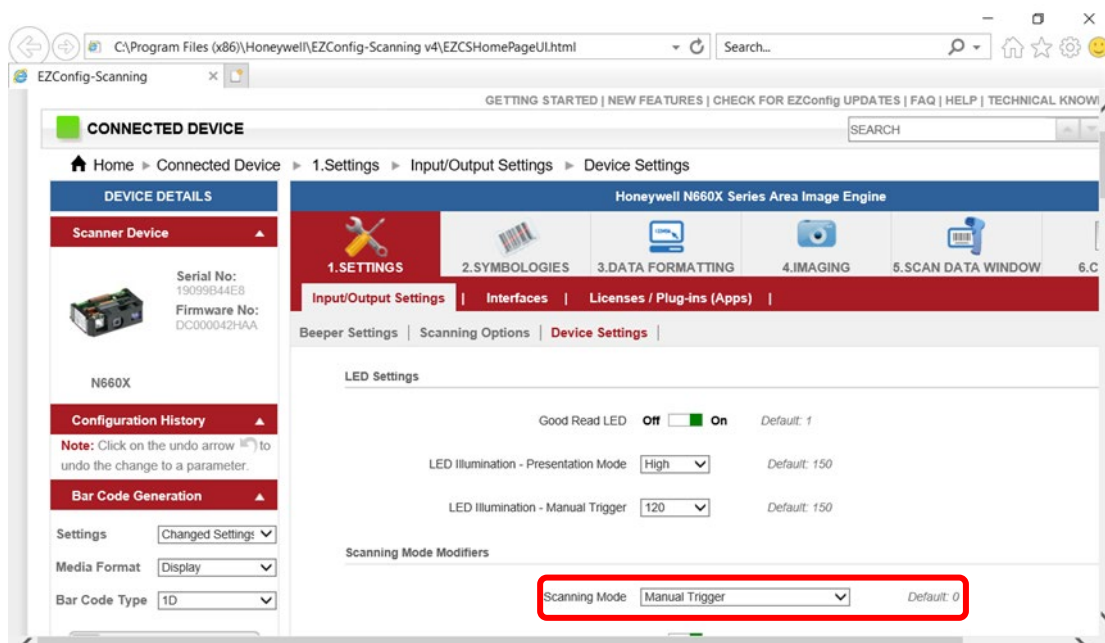 C:\Program Files (x86)\Honeywell\EZConfig-Scanning v4\EZCSHomePageUI.html
Search...
EZConfig-Scanning
GETTING STARTED | NEW FEATURES | CHECK FOR EZConfig UPDATES | FAQ | HELP | TECHNICAL KNOW
CONNECTED DEVICE
SEARCH
Home ▶ Connected Device ▶ 1.Settings ▶ Input/Output Settings ▶ Device Settings
DEVICE DETAILS
Honeywell N660X Series Area Image Engine
Scanner Device
Serial No:
19099B44E8
Firmware No:
DC000042HAA
N660X
1.SETTINGS 2.SYMBOLOGIES 3.DATA FORMATTING 4.IMAGING 5.SCAN DATA WINDOW 6.C
Input/Output Settings | Interfaces | Licenses / Plug-ins (Apps) |
Beeper Settings | Scanning Options | Device Settings |
Configuration History
Note: Click on the undo arrow to
undo the change to a parameter.
Bar Code Generation
Settings Changed Settings
Media Format Display
Bar Code Type 1D
LED Settings
Good Read LED Off On Default: 1
LED Illumination - Presentation Mode High Default: 150
LED Illumination - Manual Trigger 120 Default: 150
Scanning Mode Modifiers
Scanning Mode Manual Trigger Default: 0